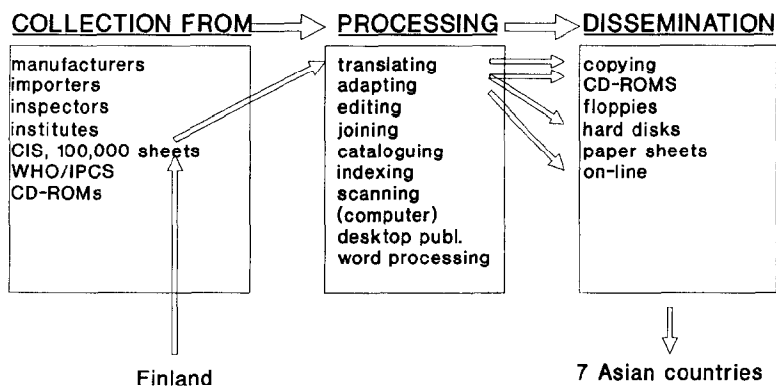 COLLECTION FROM
manufacturers
importers
inspectors
institutes
CIS, 100,000 sheets
WHO/IPCS
CD-ROMs
Finland
PROCESSING
translating
adapting
editing
joining
cataloguing
indexing
scanning
(computer)
desktop publ.
word processing
DISSEMINATION
copying
CD-ROMS
floppies
hard disks
paper sheets
on-line
7 Asian countries